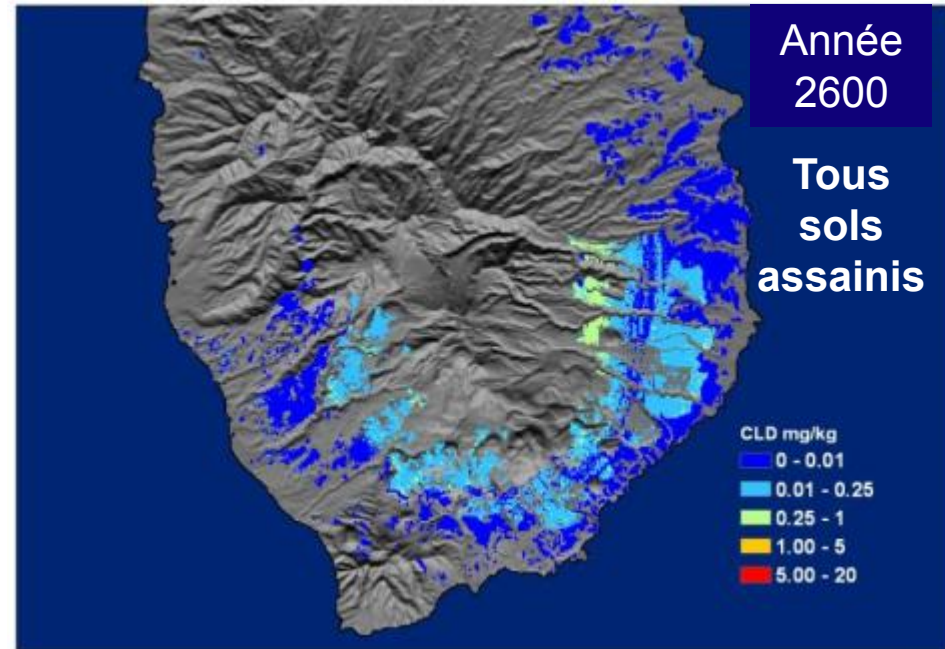 Année
2600
Tous
sols
assainis
CLD mg/kg
0 - 0.01
0.01 - 0.25
0.25 - 1
1.00 - 5
5.00 - 20